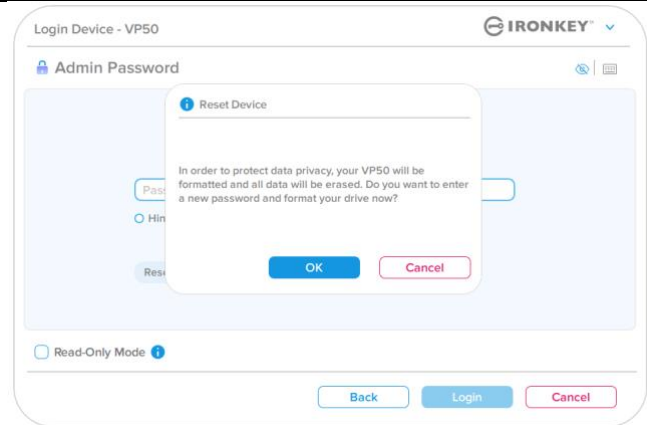 Login Device - VP50
IRONKEY
Admin Password
Reset Device
In order to protect data privacy, your VP50 will be
formatted and all data will be erased. Do you want to enter
a new password and format your drive now?
OK Cancel
Read-Only Mode
Back Login Cancel